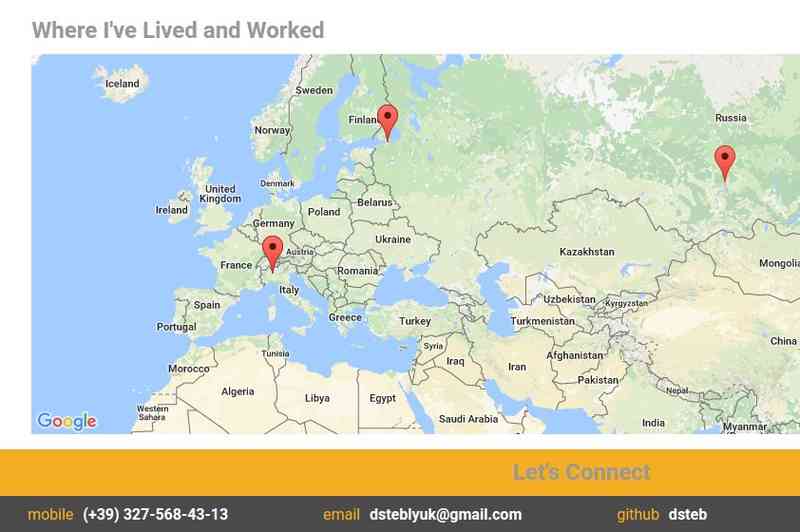 Where I've Lived and Worked
Iceland
Sweden
Finland
Norway
Russia
Denmark
United
Kingdom
Ireland
Poland
Belarus
Germany
Ukraine
Austria
France
Kazakhstan
Mongolia
Romania
Italy
Uzbekistan
Kyrgyzstan
Spain
Portugal
Greece
Turkey
Turkmenistan
China
Syria
Tunisia
Afghanistan
Iraq
Iran
Morocco
Pakistan
Algeria
Libya
Egypt
Nepal
Western
Sahara
Saudi Arabia
India
Myanmar
Google
Let's Connect
mobile (+39) 327-568-43-13 email dsteblyuk@gmail.com github dsteb